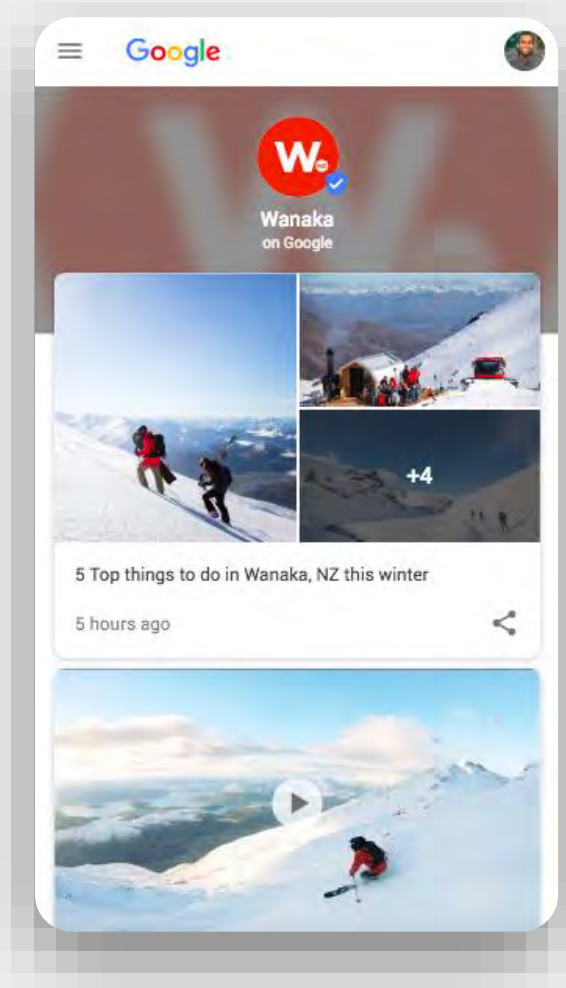 Google
W.
Wanaka
on Google
+4
5 Top things to do in Wanaka, NZ this winter
5 hours ago